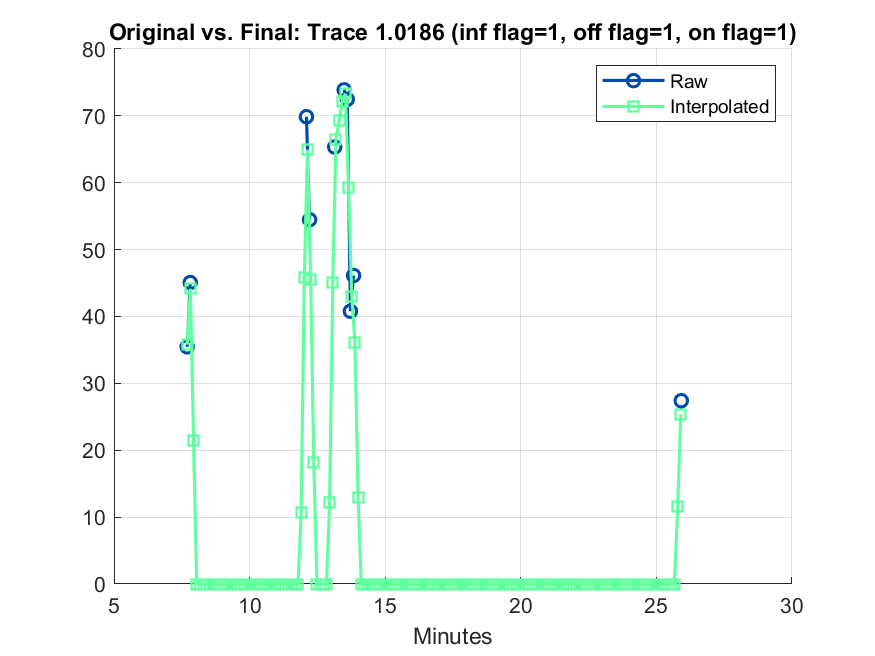 Original vs. Final: Trace 1.0186 (inf flag=1, off flag=1, on flag=1)
80
70
60
50
40
30
20
10
0
Raw
Interpolated
5 10 15 20 25 30
Minutes